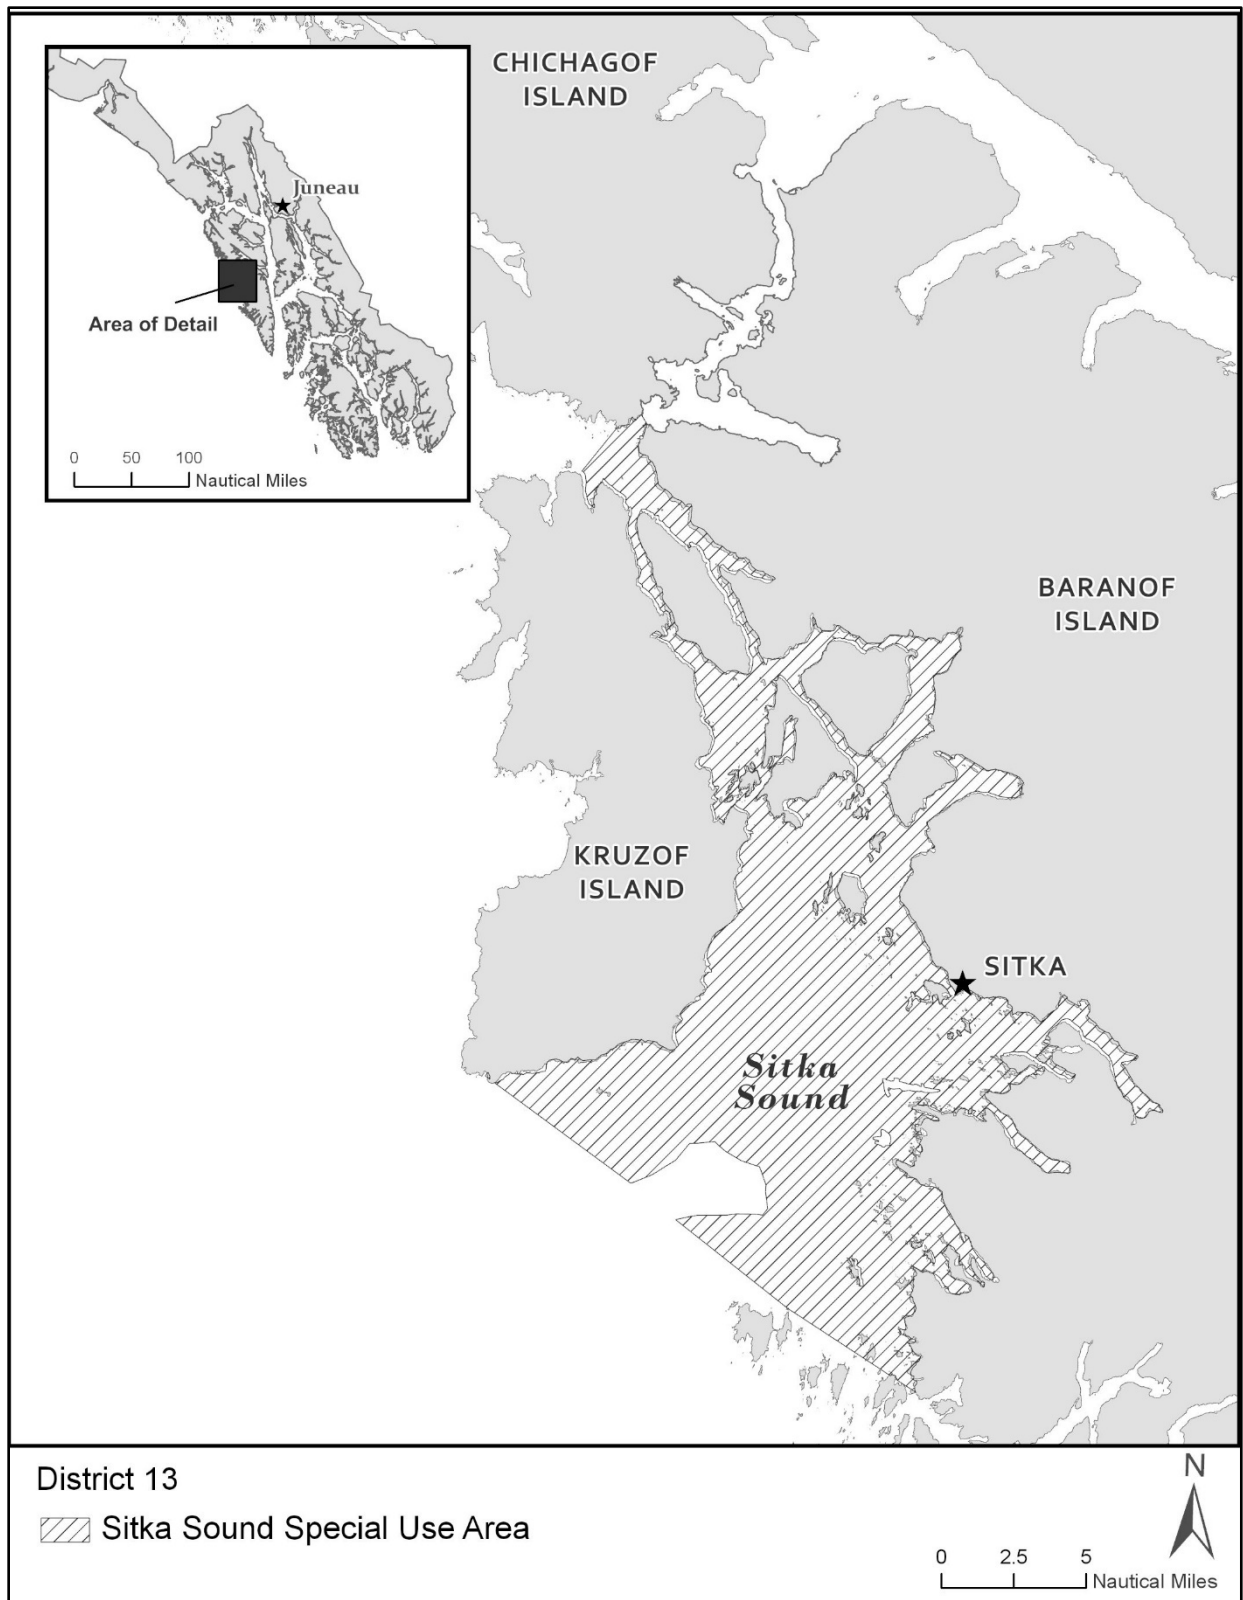 CHICHAGOF
ISLAND
Juneau
Area of Detail
0 50 100
Nautical Miles
BARANOF
ISLAND
KRUZOF
ISLAND
SITKA
Sitka
Sound
District 13
Sitka Sound Special Use Area
N
0 2.5 5
Nautical Miles